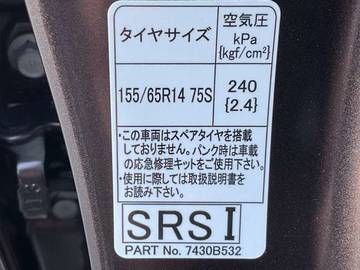 タイヤサイズ
空気圧
kPa
{kgf/cm²}
155/65R14 75S
240
{2.4}
・この車両はスペアタイヤを搭載
しておりません。パンク時は車載
の応急修理キットをご使用下さい。
・使用に際しては取扱説明書を
お読み下さい。
SRS I
PART No. 7430B532